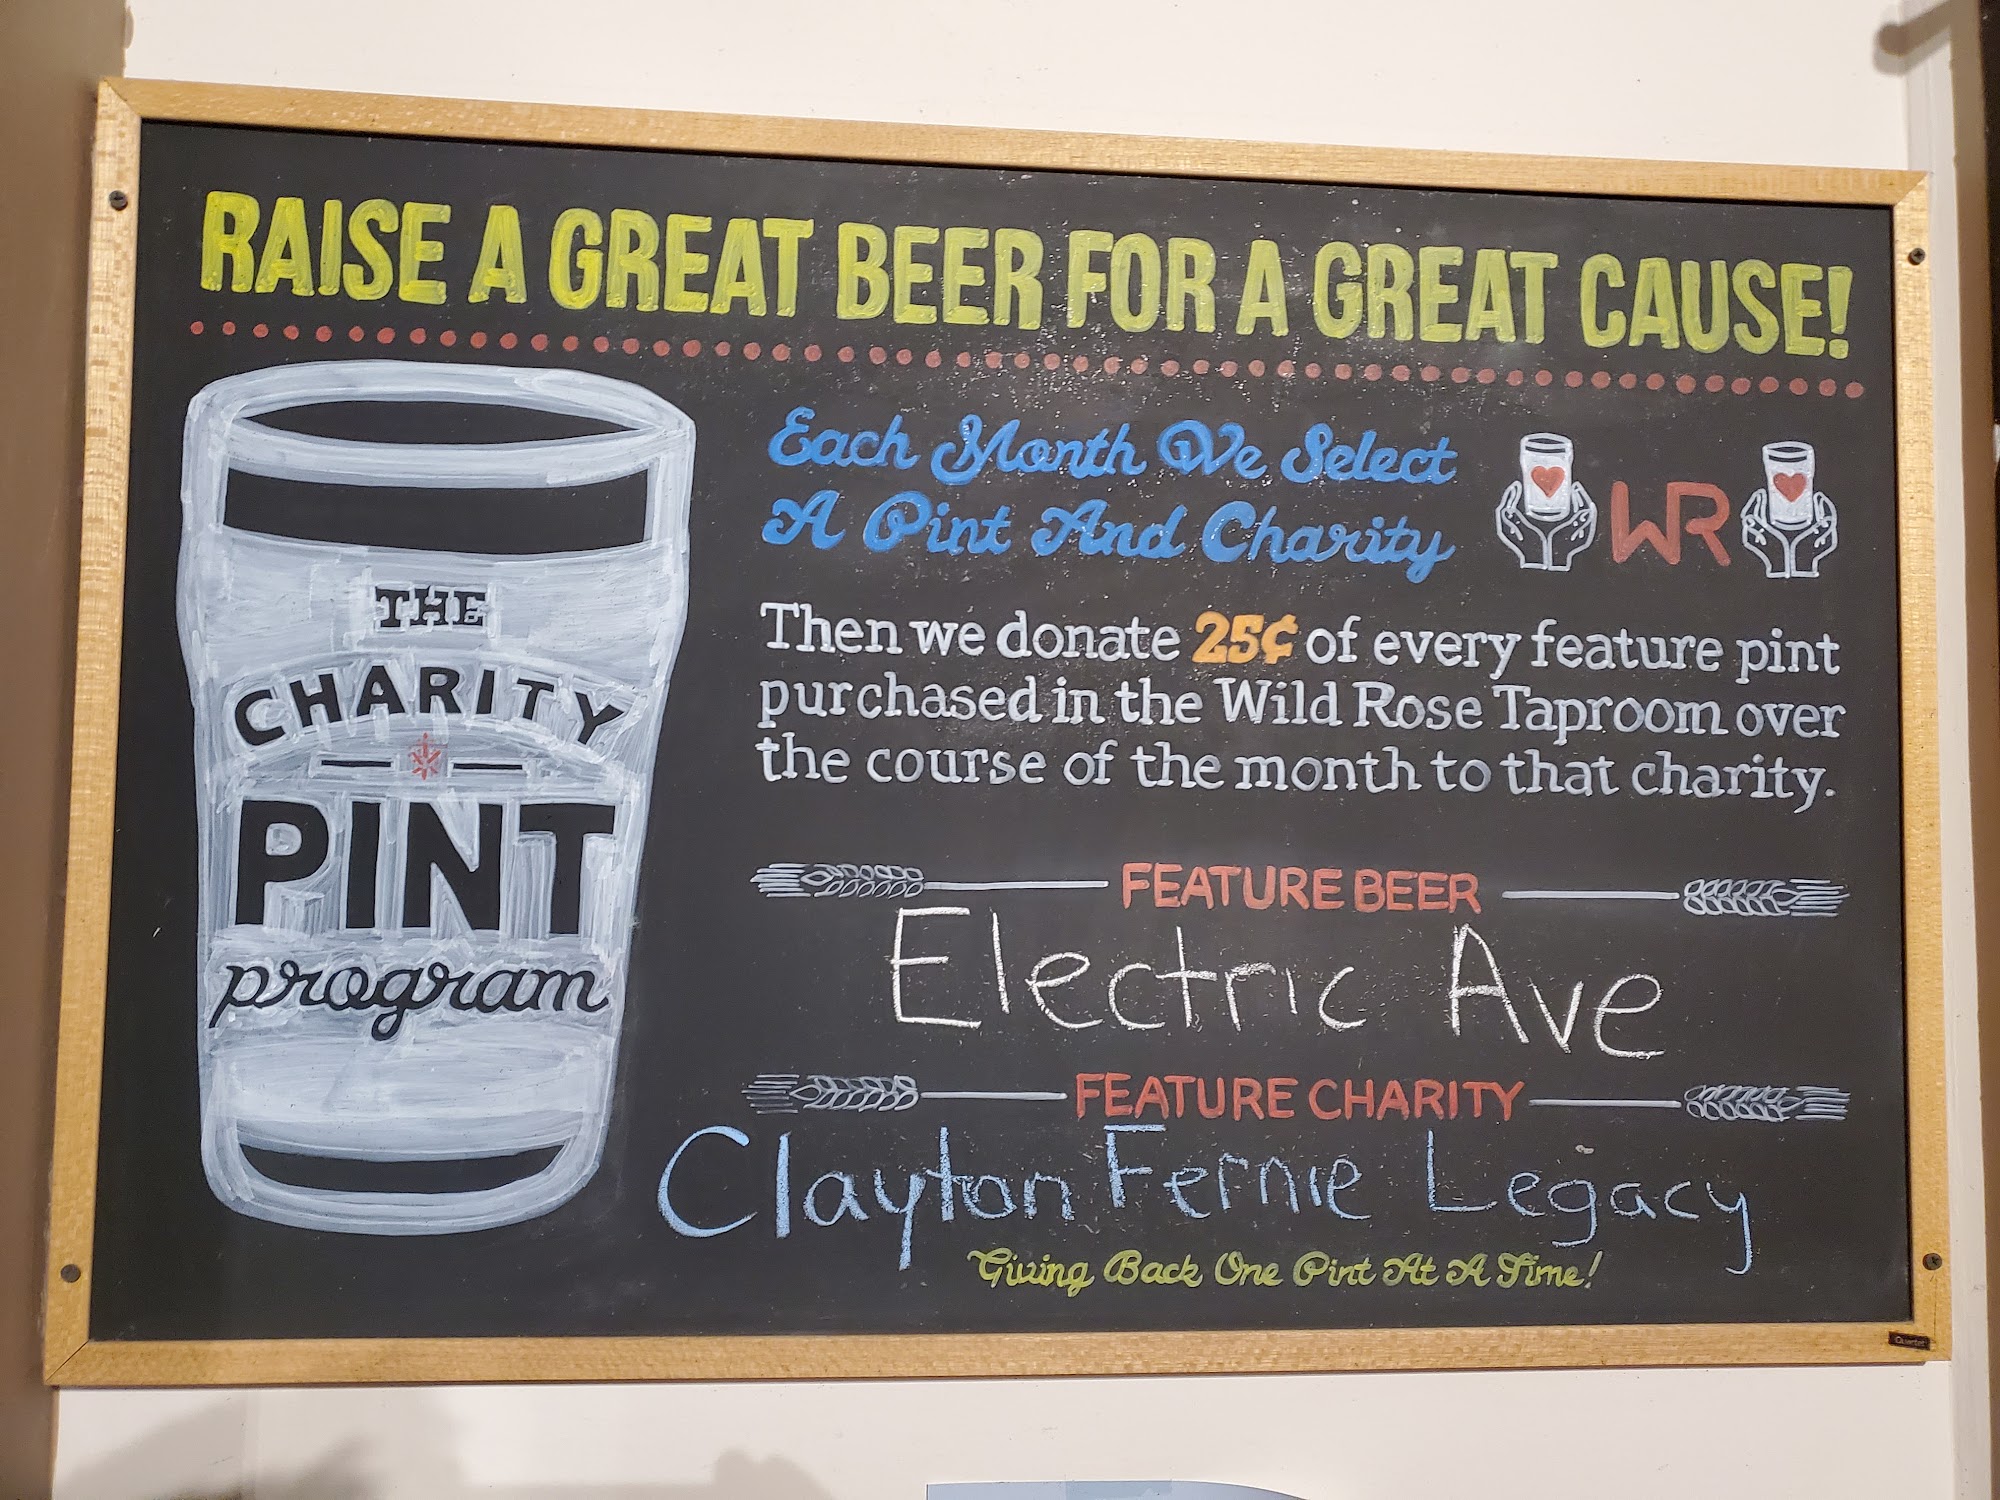 RAISE A GREAT BEER FOR A GREAT CAUSE!
THE
CHARITY
PINT
program
Each Month We Select
A Pint And Charity
WR
Then we donate 25¢ of every feature pint
purchased in the Wild Rose Taproom over
the course of the month to that charity.
FEATURE BEER
Electric Ave
FEATURE CHARITY
Clayton Fernie Legacy
Giving Back One Pint At A Time!
Quartet